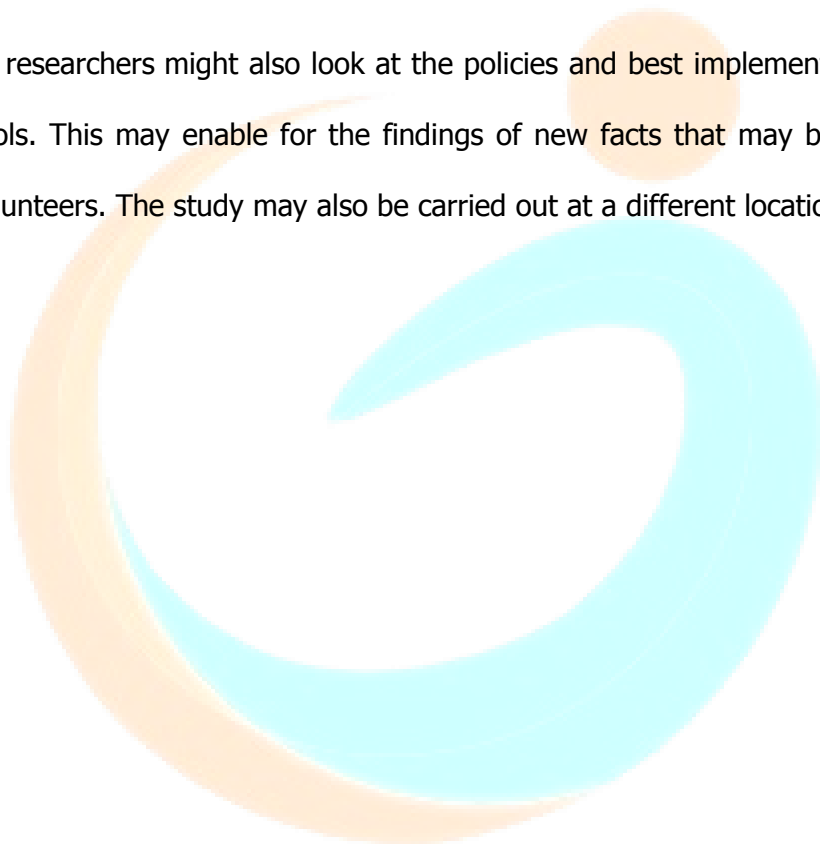 researchers might also look at the policies and best implemen
ols. This may enable for the findings of new facts that may b
unteers. The study may also be carried out at a different locatio